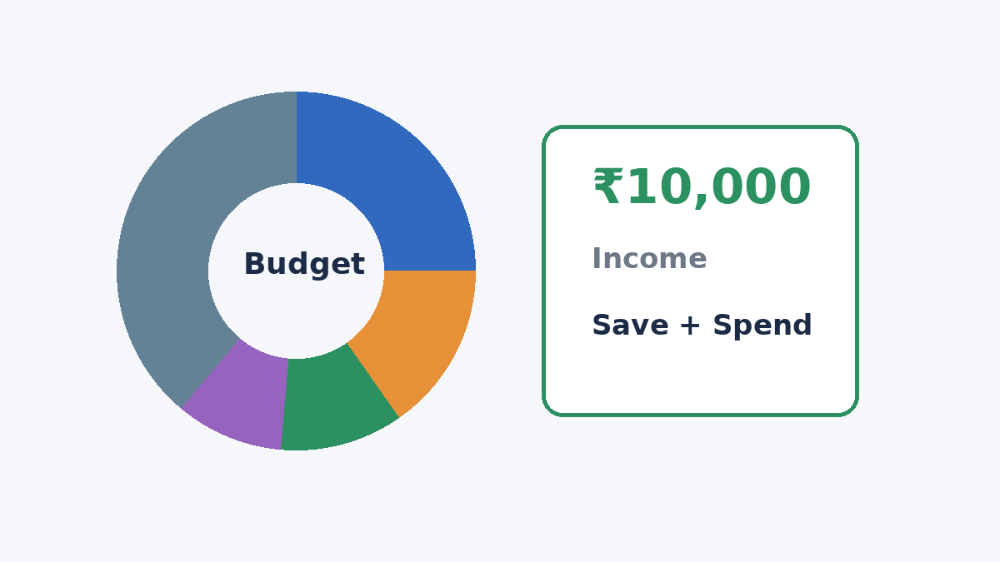 Budget
₹10,000
Income
Save + Spend